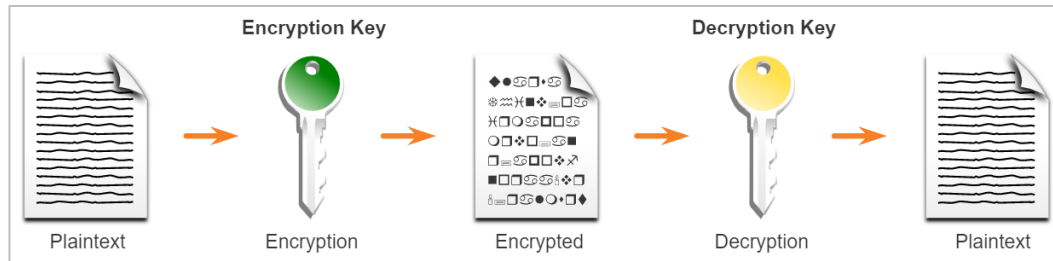 Encryption Key
Decryption Key
Plaintext
Encryption
Encrypted
Decryption
Plaintext